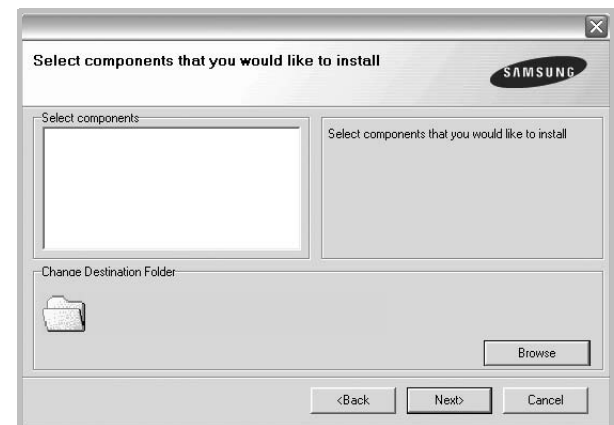 Select components that you would like to install
SAMSUNG
Select components
Select components that you would like to install
Change Destination Folder
Browse
<Back
Next>
Cancel